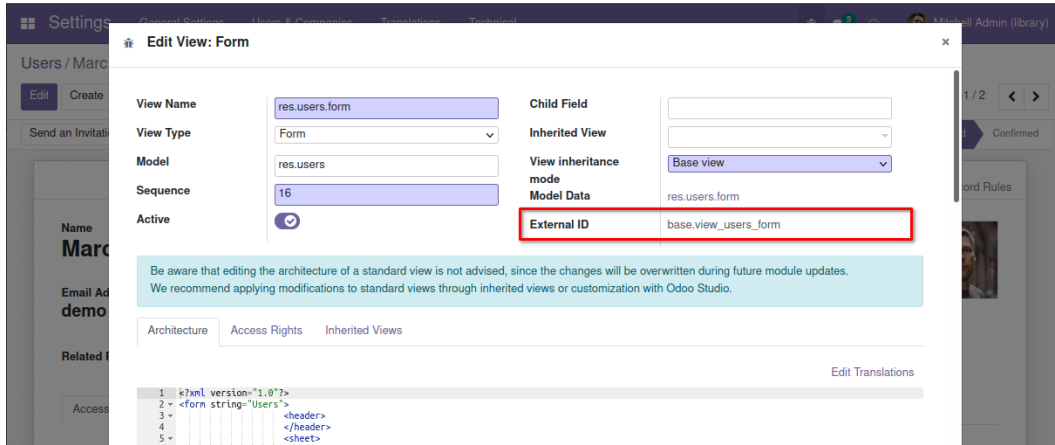 Settings General Settings Users & Companies Translations Technical 5 Mitchell Admin (library)
Edit View: Form ×
Users / Marc
Edit Create 1 / 2
Send an Invitati Confirmed
View Name res.users.form Child Field
View Type Form Inherited View
Model res.users View inheritance mode Base view
Sequence 16 Model Data res.users.form
Active External ID base.view_users_form
ord Rules
Name
Marc
Be aware that editing the architecture of a standard view is not advised, since the changes will be overwritten during future module updates.
We recommend applying modifications to standard views through inherited views or customization with Odoo Studio.
Email Ad
demo
Architecture Access Rights Inherited Views
Related
Edit Translations
Access
1 <?xml version="1.0"?>
2 <form string="Users">
3 <header>
4 </header>
5 <sheet>